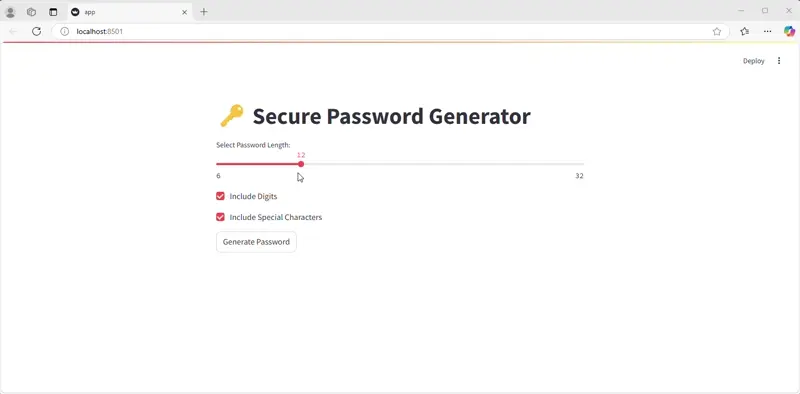 app
localhost:8501
Deploy
Secure Password Generator
Select Password Length:
12
6 32
Include Digits
Include Special Characters
Generate Password